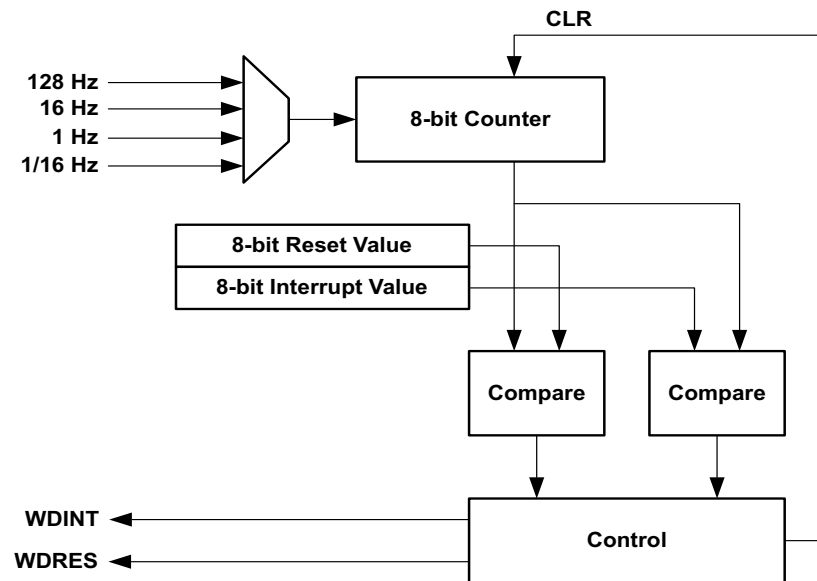 CLR
128 Hz
16 Hz
1 Hz
1/16 Hz
8-bit Counter
8-bit Reset Value
8-bit Interrupt Value
Compare
Compare
WDINT
WDRES
Control